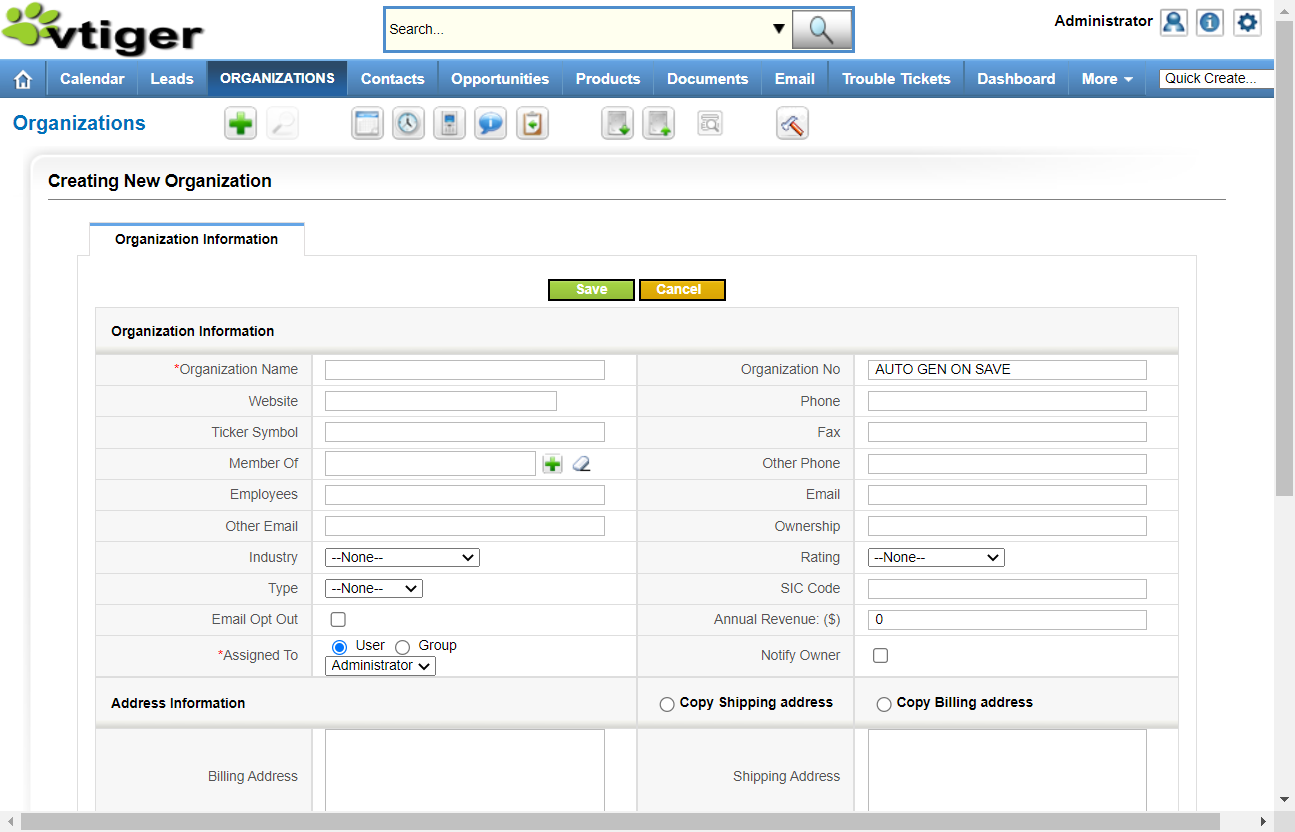 vtiger
Search...
Administrator
Calendar Leads ORGANIZATIONS Contacts Opportunities Products Documents Email Trouble Tickets Dashboard More Quick Create...
Organizations
Creating New Organization
Organization Information
Save Cancel
Organization Information
*Organization Name Organization No AUTO GEN ON SAVE
Website Phone
Ticker Symbol Fax
Member Of Other Phone
Employees Email
Other Email Ownership
Industry --None-- Rating --None--
Type --None-- SIC Code
Email Opt Out Annual Revenue: ($) 0
*Assigned To User Group Administrator Notify Owner
Address Information Copy Shipping address Copy Billing address
Billing Address Shipping Address